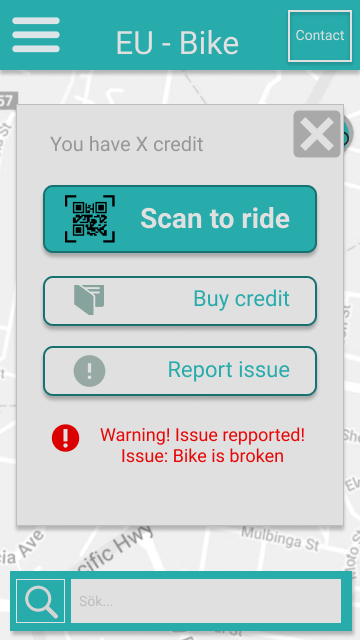 EU - Bike
Contact
57
You have X credit
Scan to ride
Buy credit
Report issue
Warning! Issue repported!
Issue: Bike is broken
Mulbinga St
cific Hwy
cia Ave
Sök...